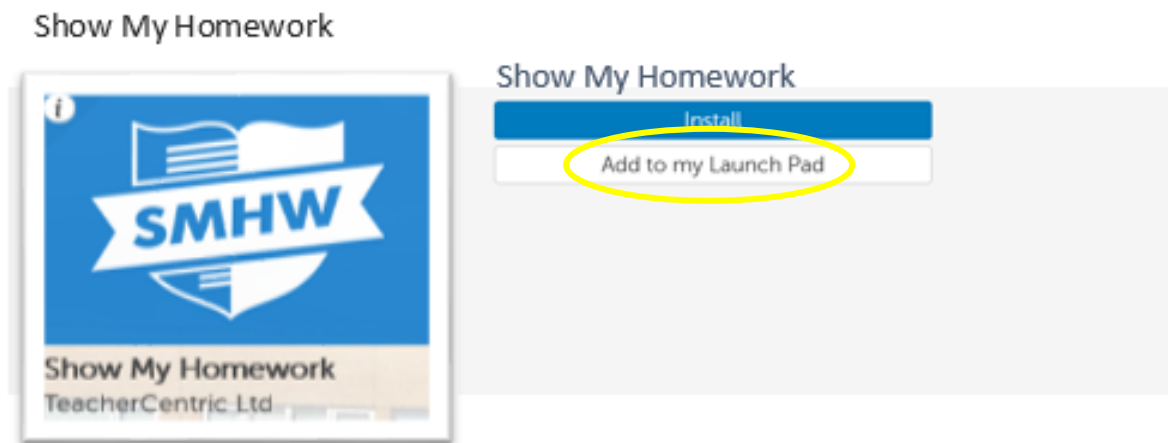 Show My Homework
i
SMHW
Show My Homework
TeacherCentric Ltd
Show My Homework
Install
Add to my Launch Pad